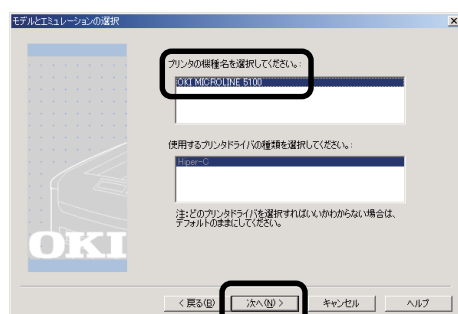 モデルとエミュレーションの選択
プリンタの機種名を選択してください。:
OKI MICROLINE 5100
使用するプリンタドライバの種類を選択してください。:
Hiper-C
注:どのプリンタドライバを選択すればいいかわからない場合は、
デフォルトのままにしてください。
OKI
< 戻る(B)
次へ(N) >
キャンセル
ヘルプ